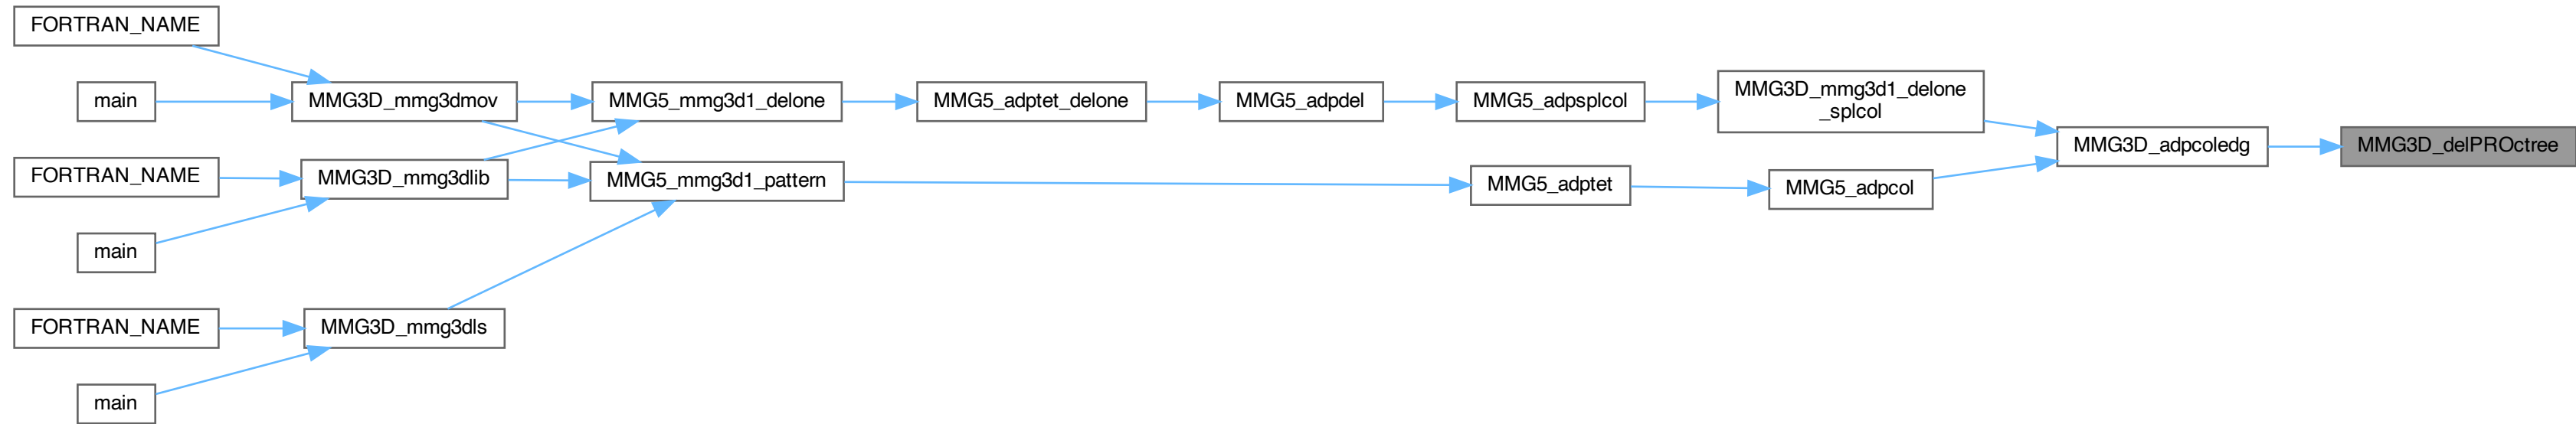 FORTRAN_NAME
main
MMG3D_mmg3dmov
MMG5_mmg3d1_delone
MMG5_adptet_delone
MMG5_adpdel
MMG5_adpsplcol
MMG3D_mmg3d1_delone
_splcol
MMG3D_adpcoledg
MMG3D_delPROctree
FORTRAN_NAME
MMG3D_mmg3dlib
MMG5_mmg3d1_pattern
MMG5_adptet
MMG5_adpcol
main
FORTRAN_NAME
MMG3D_mmg3dls
main